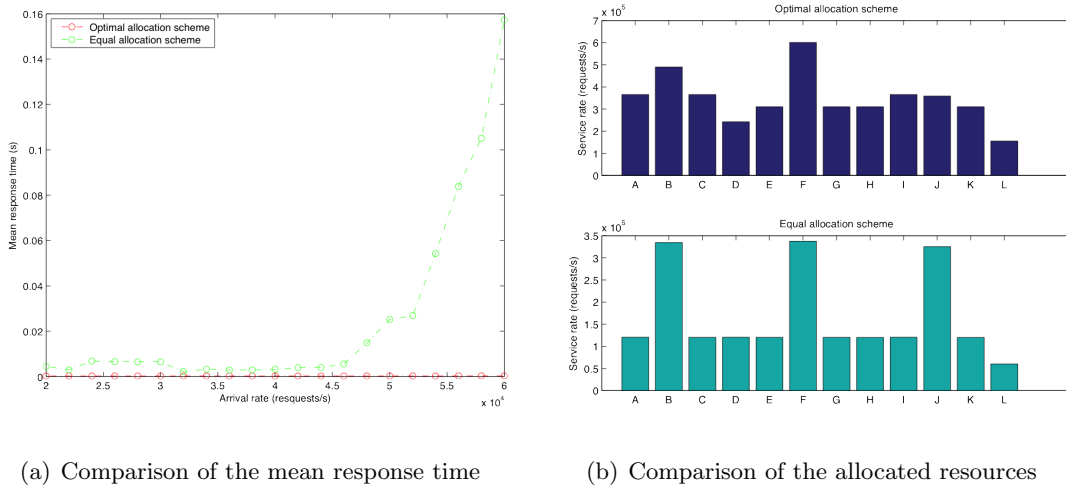 Optimal allocation scheme
Equal allocation scheme
0.16
0.14
0.12
0.1
0.08
0.06
0.04
0.02
0
Mean response time (s)
2 2.5 3 3.5 4 4.5 5 5.5 6
Arrival rate (resquests/s)
x 10^4
Optimal allocation scheme
x 10^5
7
6
5
4
3
2
1
0
Service rate (requests/s)
A B C D E F G H I J K L
Equal allocation scheme
x 10^5
3.5
3
2.5
2
1.5
1
0.5
0
Service rate (requests/s)
A B C D E F G H I J K L
(a) Comparison of the mean response time
(b) Comparison of the allocated resources